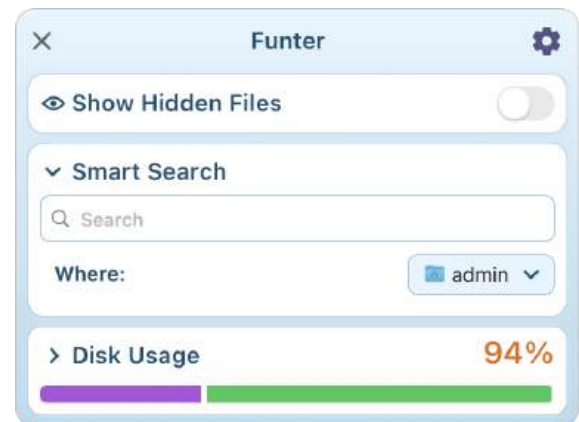 Funter
Show Hidden Files
Smart Search
Search
Where: admin
Disk Usage 94%